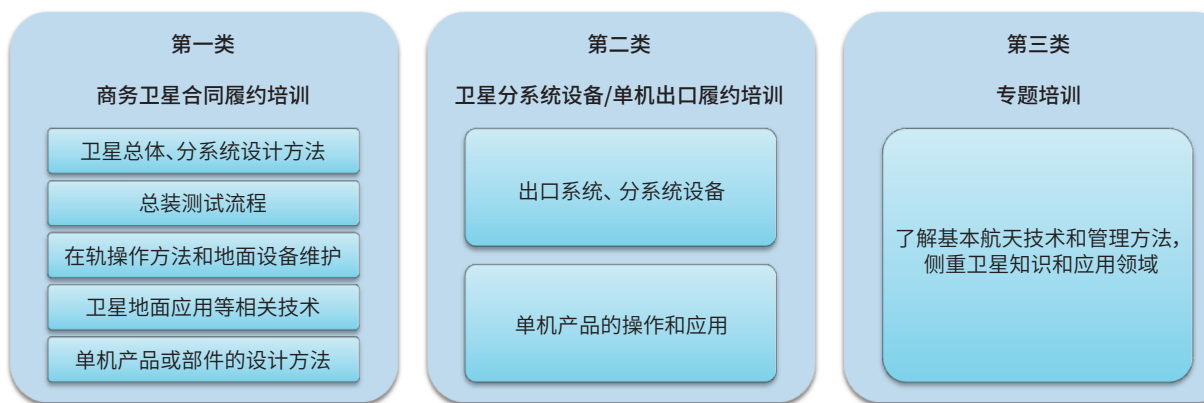 第一类
商务卫星合同履约培训
卫星总体、分系统设计方法
总装测试流程
在轨操作方法和地面设备维护
卫星地面应用等相关技术
单机产品或部件的设计方法
第二类
卫星分系统设备/单机出口履约培训
出口系统、分系统设备
单机产品的操作和应用
第三类
专题培训
了解基本航天技术和管理方法，
侧重卫星知识和应用领域